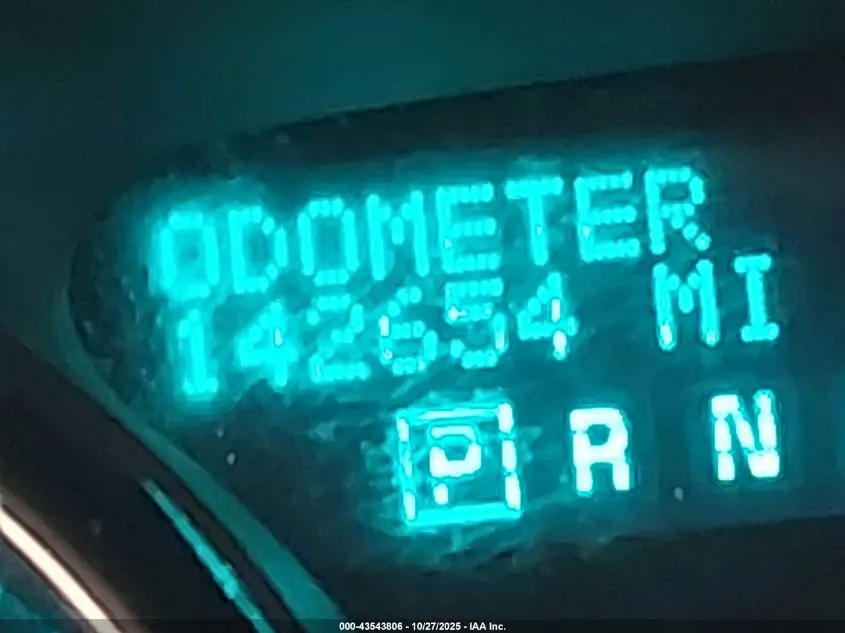 ODOMETER
142654 MI
P R N
000-43543806 - 10/27/2025 - IAA Inc.